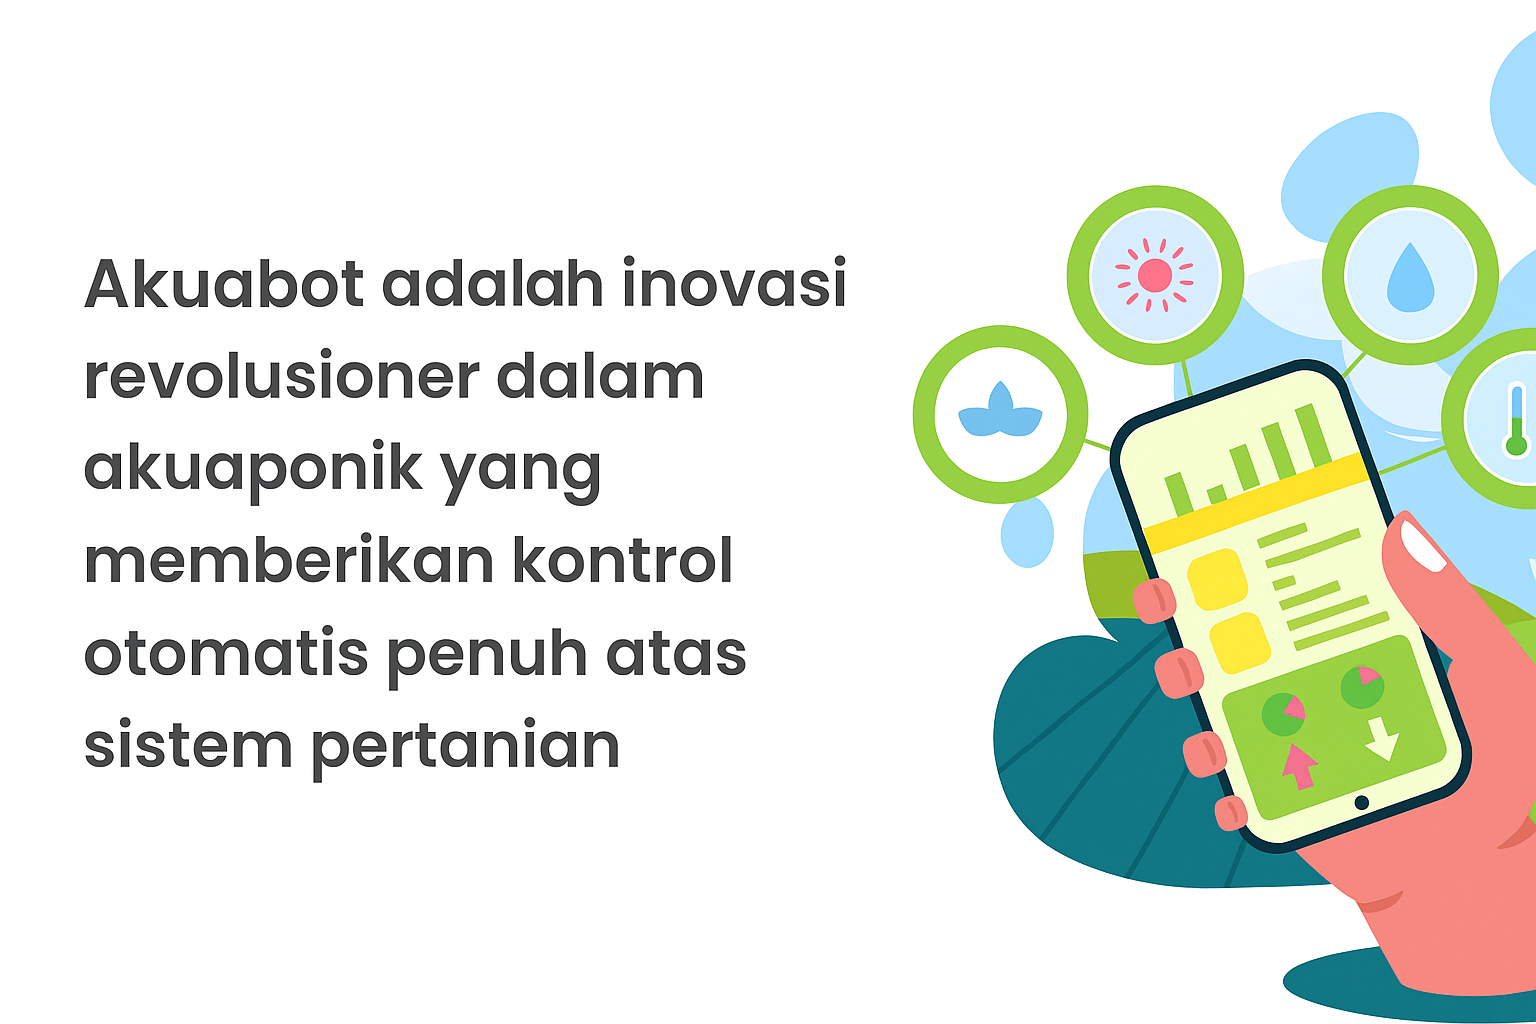 Akuabot adalah inovasi
revolusioner dalam
akuaponik yang
memberikan kontrol
otomatis penuh atas
sistem pertanian